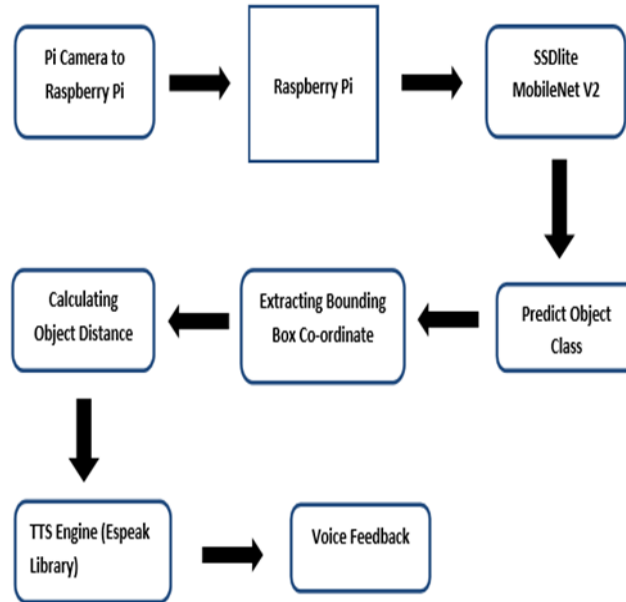 Pi Camera to
Raspberry Pi
Raspberry Pi
SSDlite
MobileNet V2
Predict Object
Class
Extracting Bounding
Box Co-ordinate
Calculating
Object Distance
TTS Engine (Espeak
Library)
Voice Feedback